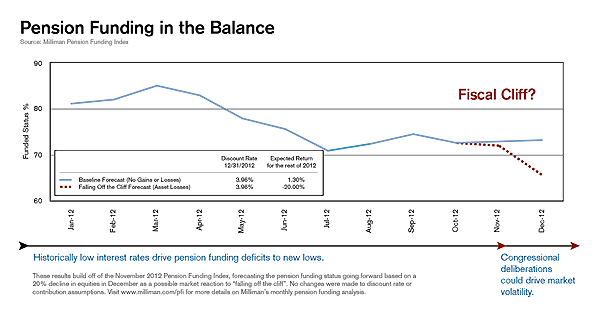 Pension Funding in the Balance
Source: Milliman Pension Funding Index
90
80
70
60
Funded Status %
Fiscal Cliff?
Discount Rate Expected Return
12/31/2012 for the rest of 2012
Baseline Forecast (No Gains or Losses) 3.96% 1.30%
Falling Off the Cliff Forecast (Asset Losses) 3.96% -20.00%
Jan-12 Feb-12 Mar-12 Apr-12 May-12 Jun-12 Jul-12 Aug-12 Sep-12 Oct-12 Nov-12 Dec-12
Historically low interest rates drive pension funding deficits to new lows.
Congressional
deliberations
could drive market
volatility.
These results build off of the November 2012 Pension Funding Index, forecasting the pension funding status going forward based on a
20% decline in equities in December as a possible market reaction to "falling off the cliff". No changes were made to discount rate or
contribution assumptions. Visit www.milliman.com/pfi for more details on Milliman's monthly pension funding analysis.